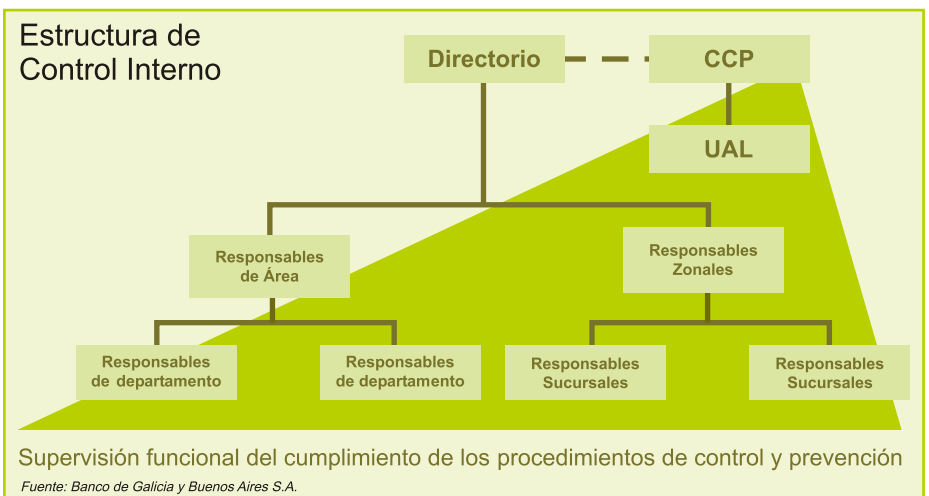 Estructura de
Control Interno
Directorio
CCP
UAL
Responsables
de Área
Responsables
Zonales
Responsables
de departamento
Responsables
de departamento
Responsables
Sucursales
Responsables
Sucursales
Supervisión funcional del cumplimiento de los procedimientos de control y prevención
Fuente: Banco de Galicia y Buenos Aires S.A.